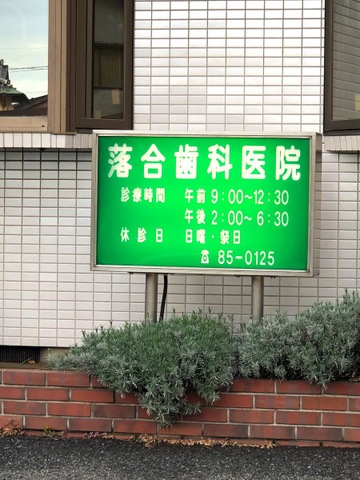 落合歯科医院
診療時間 午前 9:00～12:30
午後 2:00～6:30
休診日 日曜・祭日
☎ 85-0125